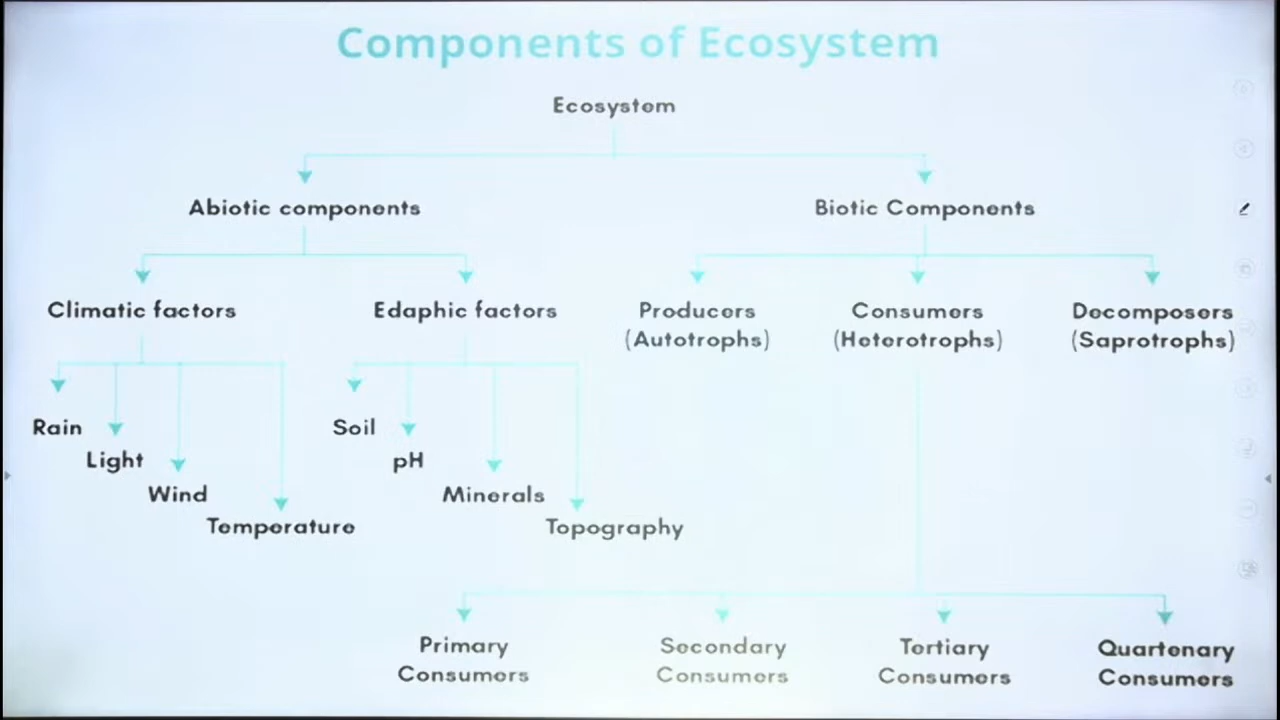 Components of Ecosystem
Ecosystem
Abiotic components
Biotic Components
Climatic factors
Edaphic factors
Producers
(Autotrophs)
Consumers
(Heterotrophs)
Decomposers
(Saprotrophs)
Rain
Light
Wind
Temperature
Soil
pH
Minerals
Topography
Primary
Consumers
Secondary
Consumers
Tertiary
Consumers
Quartenary
Consumers